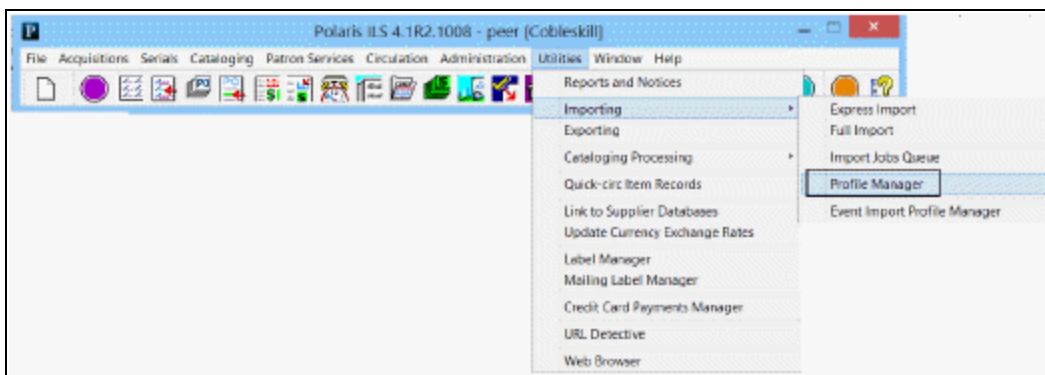 Polaris ILS 4.1R2.1008 - peer [Cobleskill]
File Acquisitions Serials Cataloging Patron Services Circulation Administration Utilities Window Help
Reports and Notices
Importing
Express Import
Exporting
Full Import
Cataloging Processing
Import Jobs Queue
Quick-circ Item Records
Profile Manager
Link to Supplier Databases
Event Import Profile Manager
Update Currency Exchange Rates
Label Manager
Mailing Label Manager
Credit Card Payments Manager
URL Detective
Web Browser